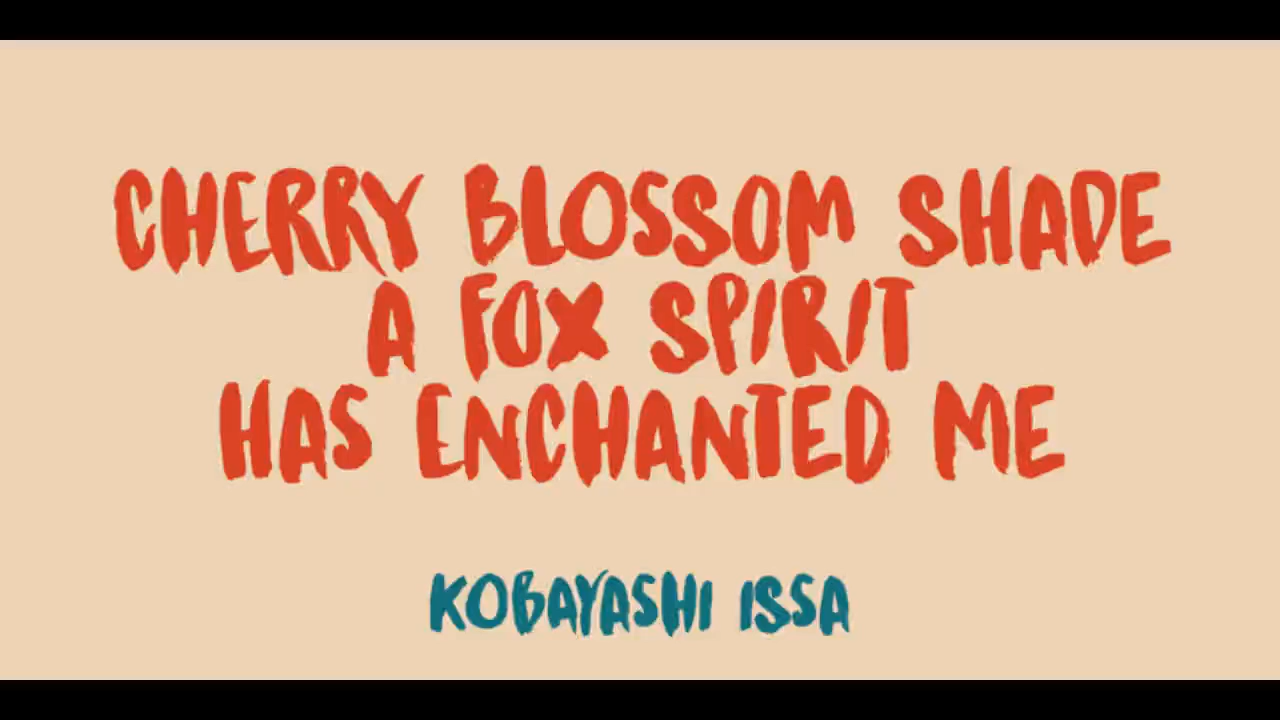 CHERRY BLOSSOM SHADE
A FOX SPIRIT
HAS ENCHANTED ME
KOBAYASHI ISSA